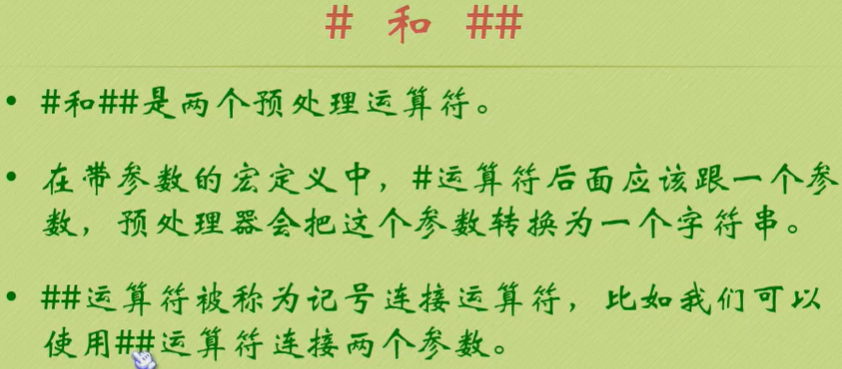 # 和 ##
• #和##是两个预处理运算符。
• 在带参数的宏定义中，#运算符后面应该跟一个参
数，预处理器会把这个参数转换为一个字符串。
• ##运算符被称为记号连接运算符，比如我们可以
使用##运算符连接两个参数。